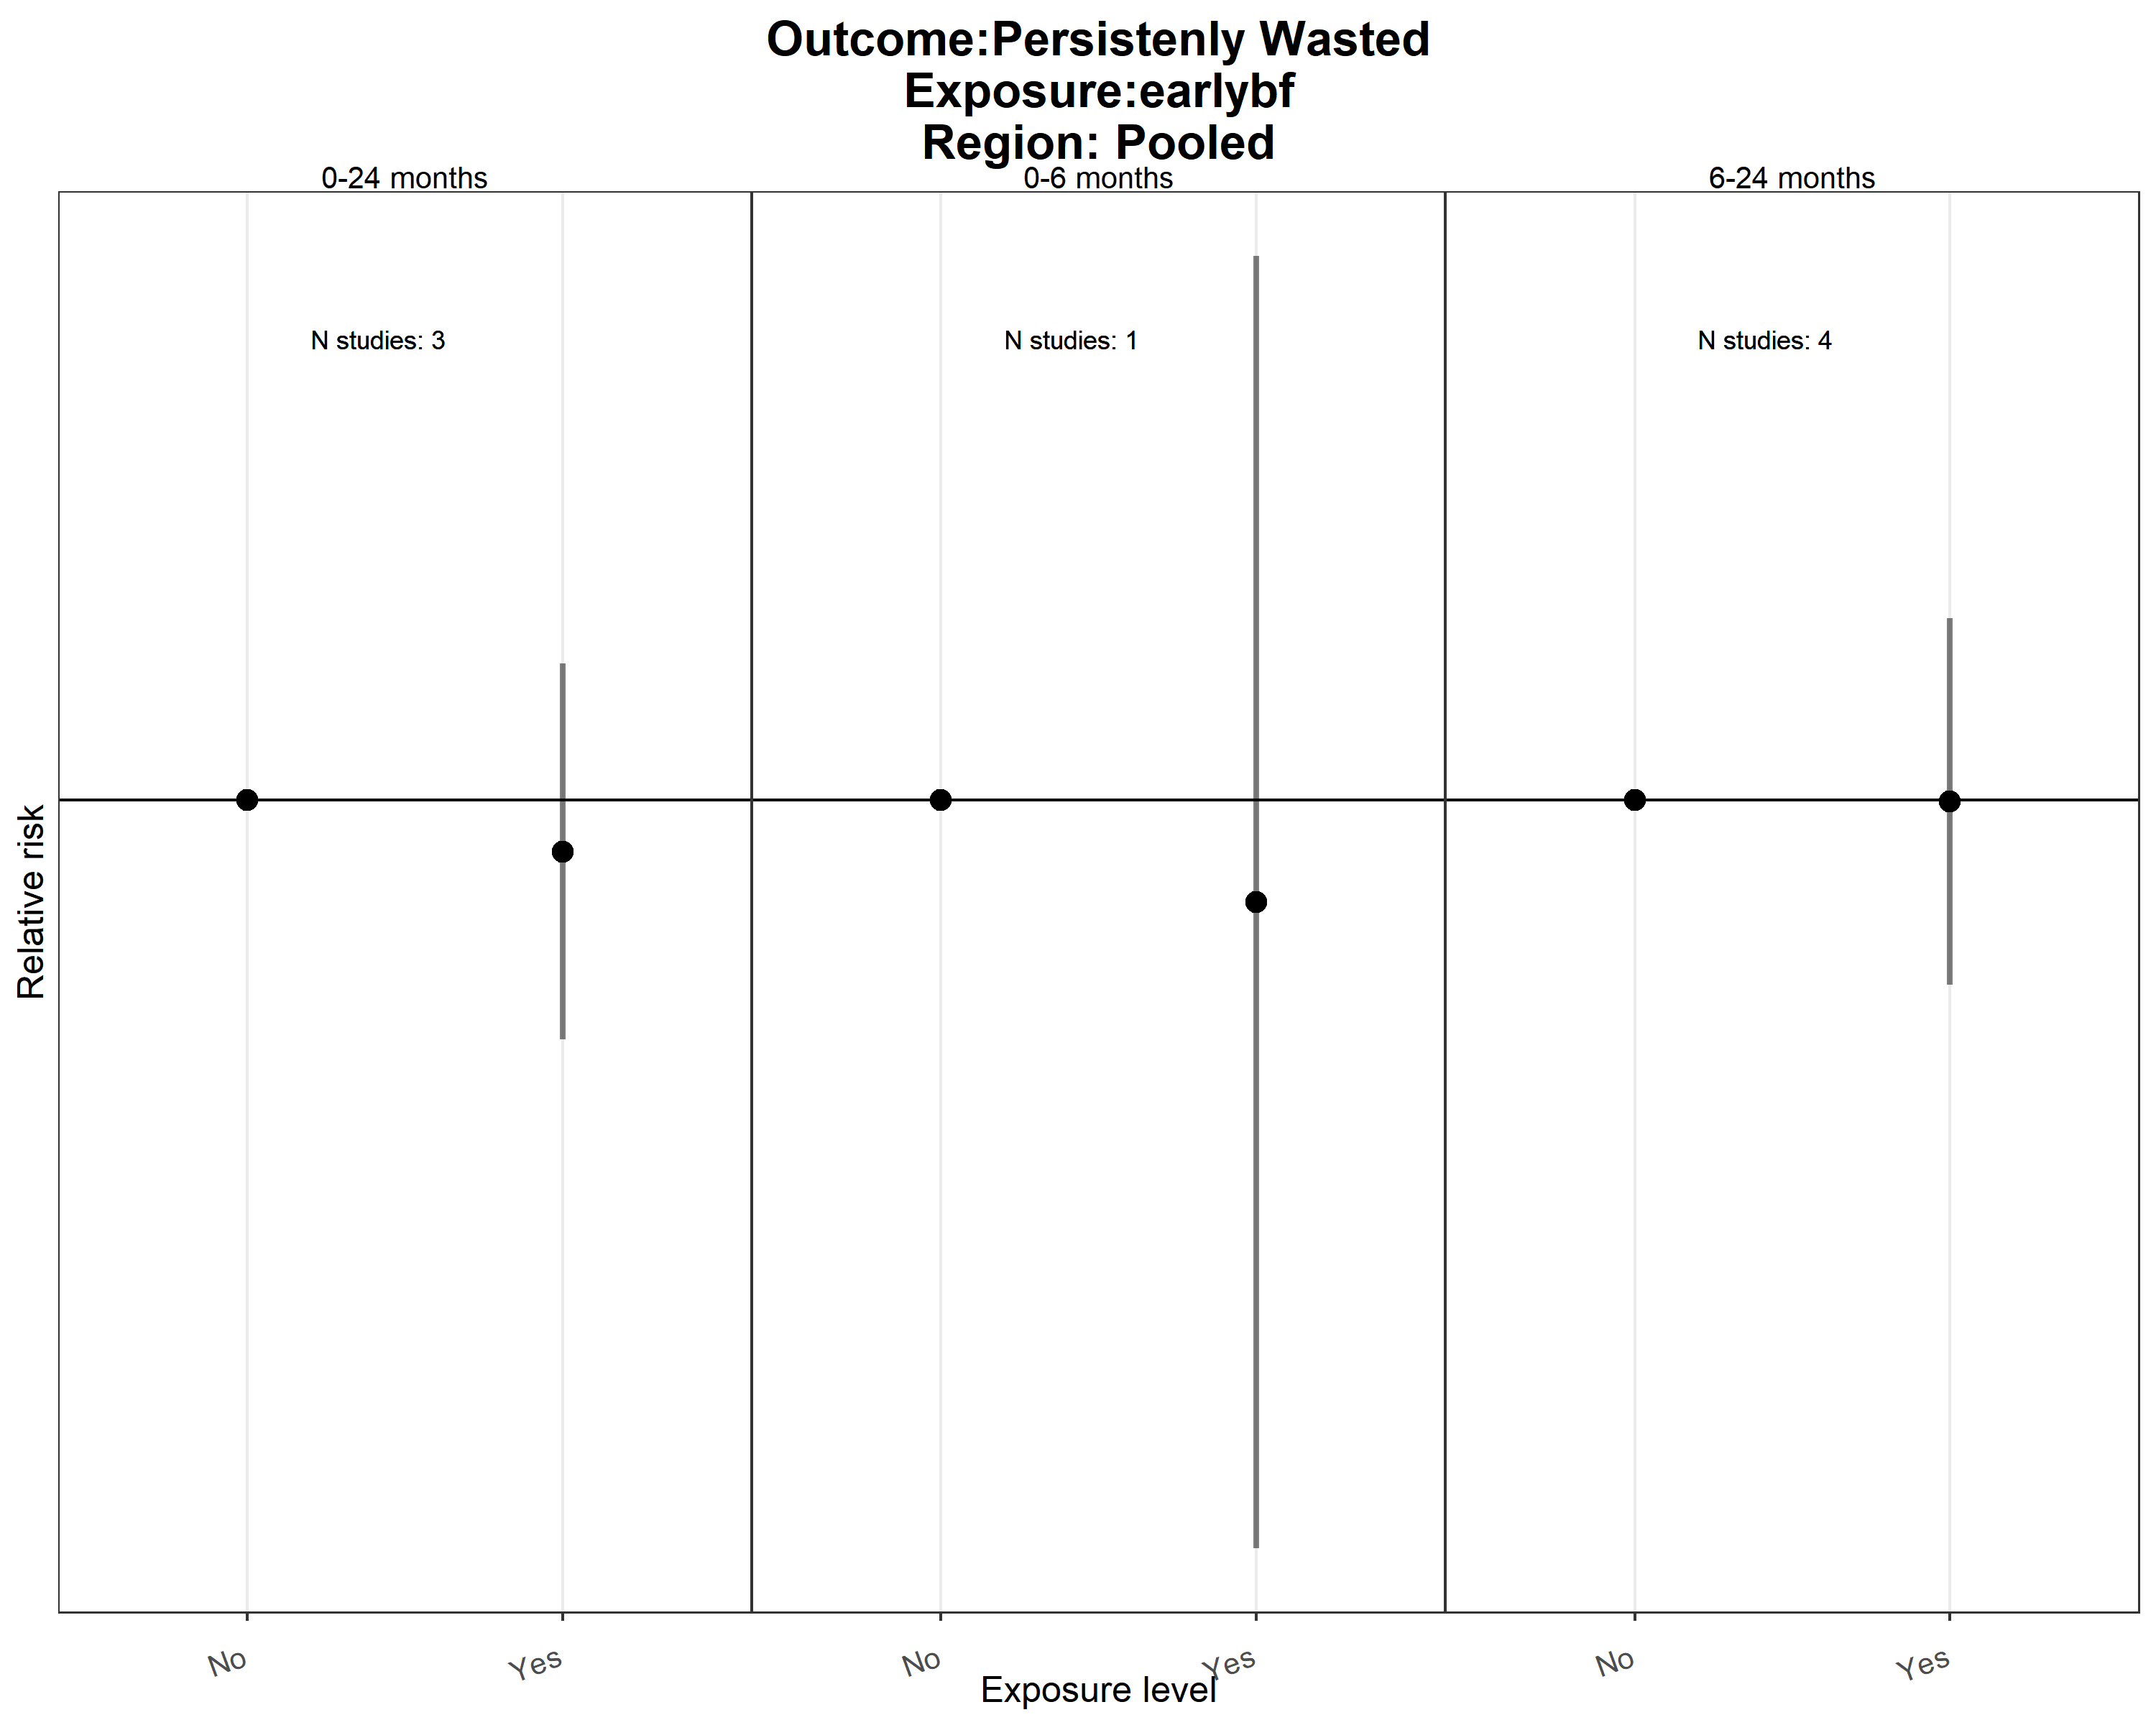 Outcome:Persistenly Wasted
Exposure:earlybf
Region: Pooled
0-24 months
0-6 months
6-24 months
N studies: 3
N studies: 1
N studies: 4
Relative risk
No
Yes
No
Yes
No
Yes
Exposure level